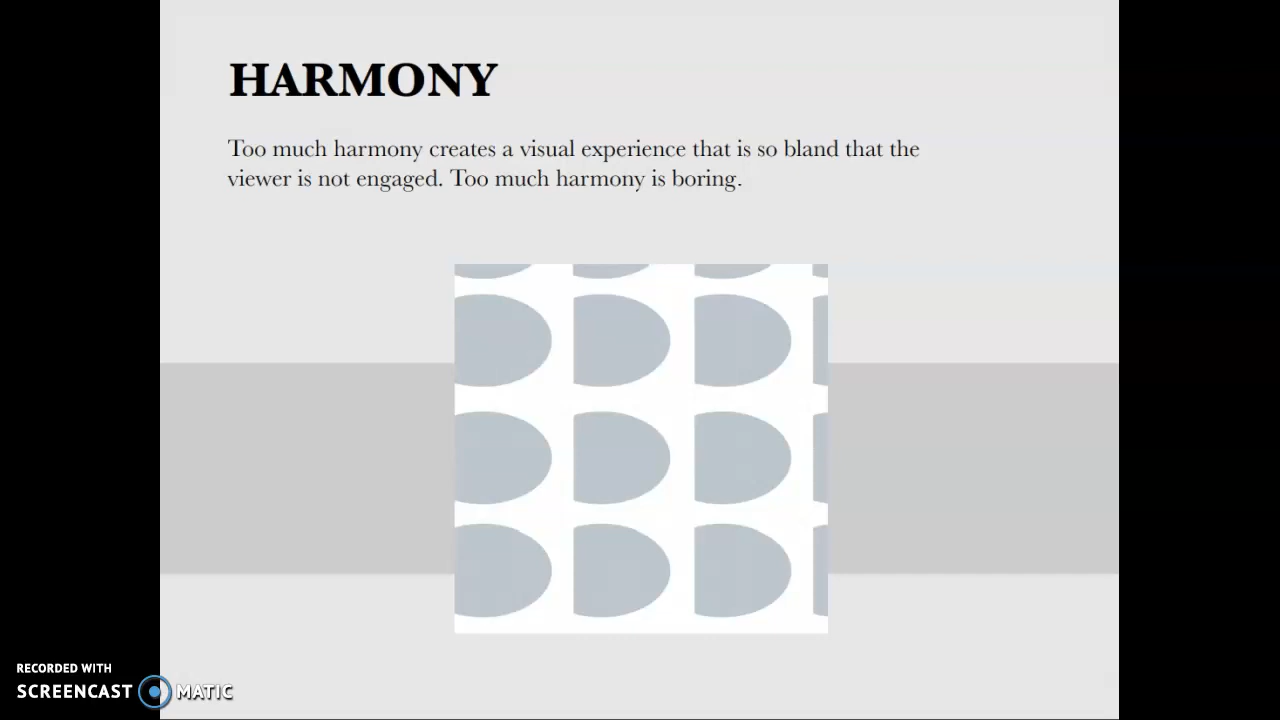 HARMONY
Too much harmony creates a visual experience that is so bland that the
viewer is not engaged. Too much harmony is boring.
RECORDED WITH
SCREENCAST MATIC